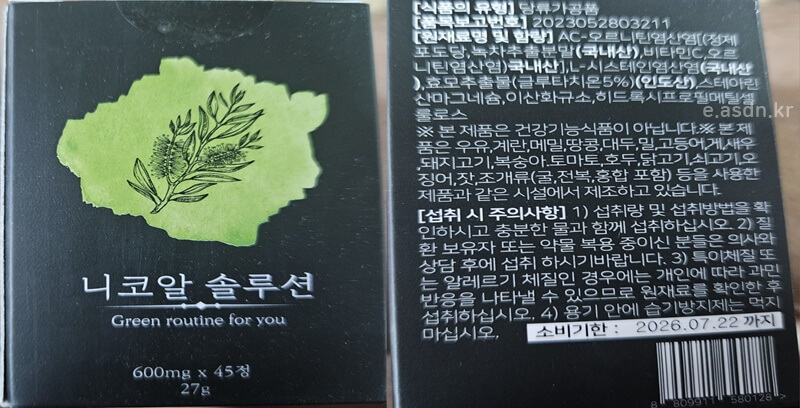 니코알 솔루션
Green routine for you
600mg x 45정
27g
[식품의 유형] 당류가공품
[품목보고번호] 2023052803211
[원재료명 및 함량] AC-오르니틴염산염[(정제
포도당,녹차추출분말(국내산),비타민C,오르
니틴염산염)국내산],L-시스테인염산염(국내산
),효모추출물(글루타치온5%)(인도산),스테아린
산마그네슘,이산화규소,히드록시프로필메틸셀
룰로스
※ 본 제품은 건강기능식품이 아닙니다.※ 본 제
품은 우유,계란,메밀,땅콩,대두,밀,고등어,게,새우
,돼지고기,복숭아,토마토,호두,닭고기,쇠고기,오
징어,잣,조개류(굴,전복,홍합 포함) 등을 사용한
제품과 같은 시설에서 제조하고 있습니다.
[섭취 시 주의사항] 1) 섭취량 및 섭취방법을 확
인하시고 충분한 물과 함께 섭취하십시오. 2) 질
환 보유자 또는 약물 복용 중이신 분들은 의사와
상담 후에 섭취 하시기바랍니다. 3) 특이체질 또
는 알레르기 체질인 경우에는 개인에 따라 과민
반응을 나타낼 수 있으므로 원재료를 확인한 후
섭취하십시오. 4) 용기 안에 습기방지제는 먹지
마십시오.
소비기한 : 2026.07.22 까지
8 809911 580128 >
e.asdn.kr